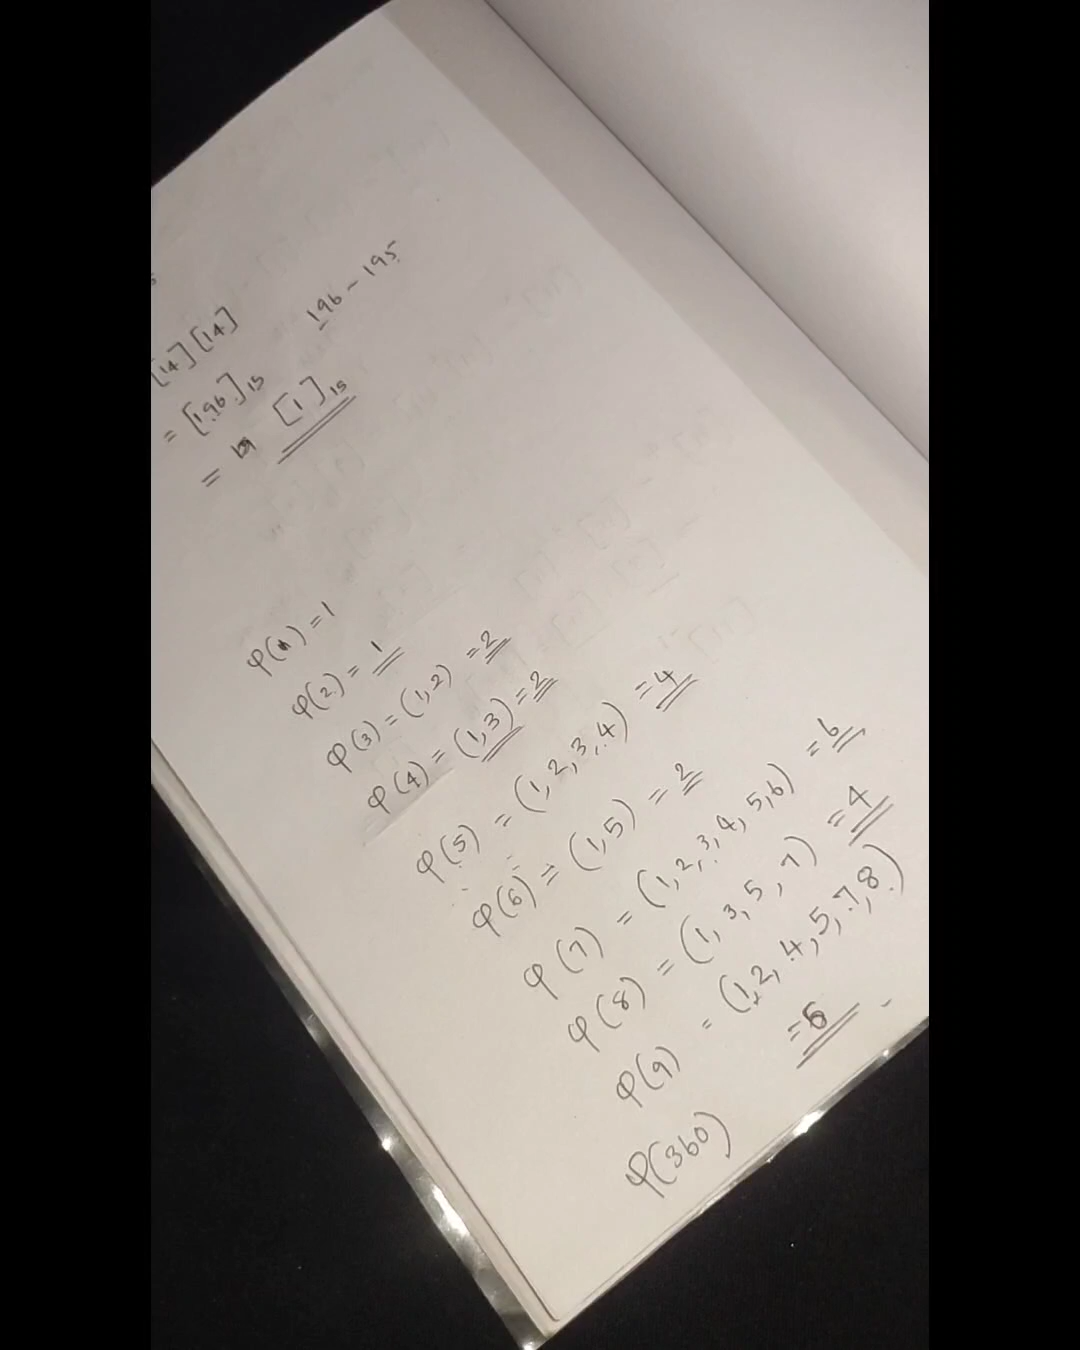 [14] [14]
= [196]15 196 - 195
= [1]15
φ(1) = 1
φ(2) = 1
φ(3) = (1,2) = 2
φ(4) = (1,3) = 2
φ(5) = (1,2,3,4) = 4
φ(6) = (1,5) = 2
φ(7) = (1,2,3,4,5,6) = 6
φ(8) = (1,3,5,7) = 4
φ(9) = (1,2,4,5,7,8)
= 6
φ(360)